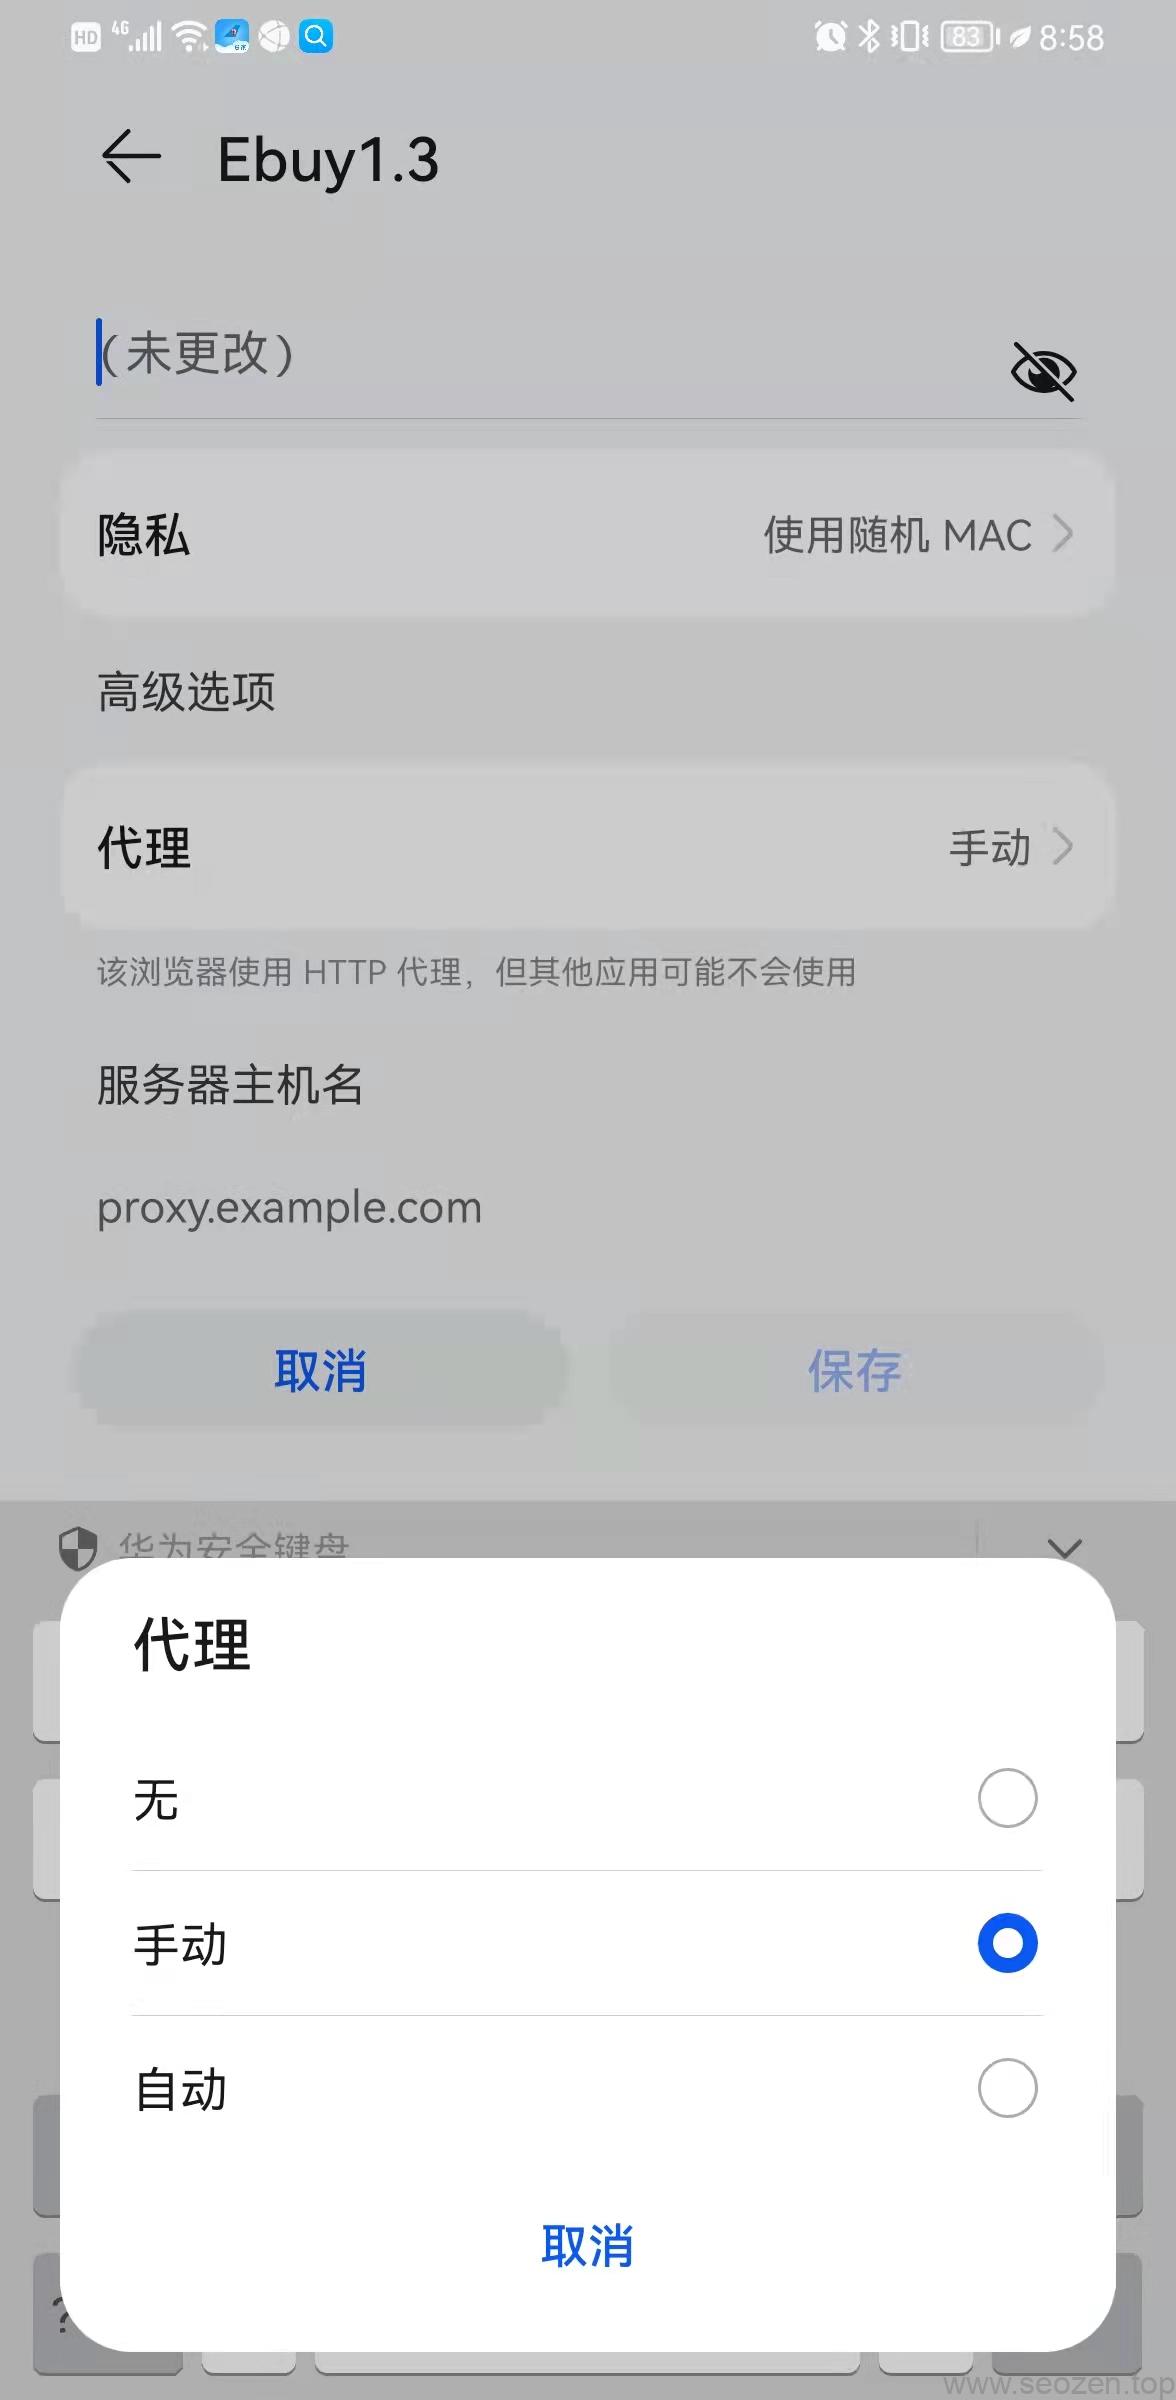 HD 4G 83 8:58
Ebuy1.3
（未更改）
隐私 使用随机 MAC
高级选项
代理 手动
该浏览器使用 HTTP 代理，但其他应用可能不会使用
服务器主机名
proxy.example.com
取消 保存
华为安全键盘
代理
无
手动
自动
取消
?
www.seozen.top